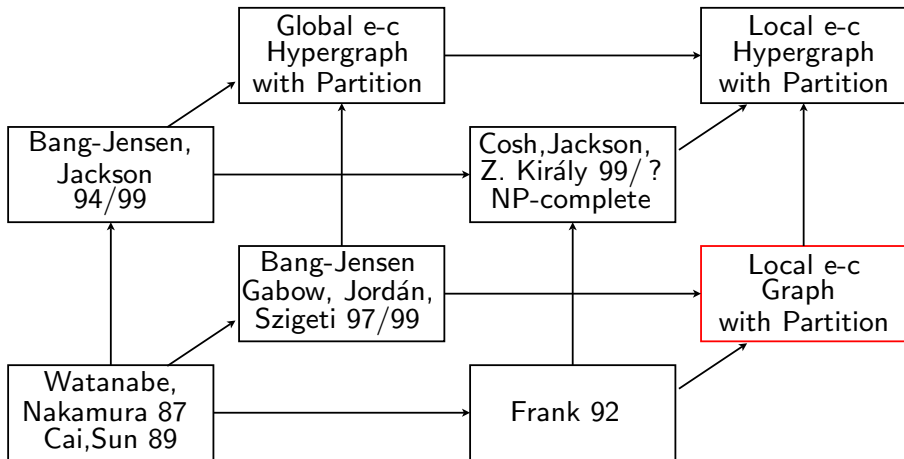 Global e-c
Hypergraph
with Partition
Local e-c
Hypergraph
with Partition
Bang-Jensen,
Jackson
94/99
Cosh,Jackson,
Z. Király 99/ ?
NP-complete
Bang-Jensen
Gabow, Jordán,
Szigeti 97/99
Local e-c
Graph
with Partition
Watanabe,
Nakamura 87
Cai,Sun 89
Frank 92